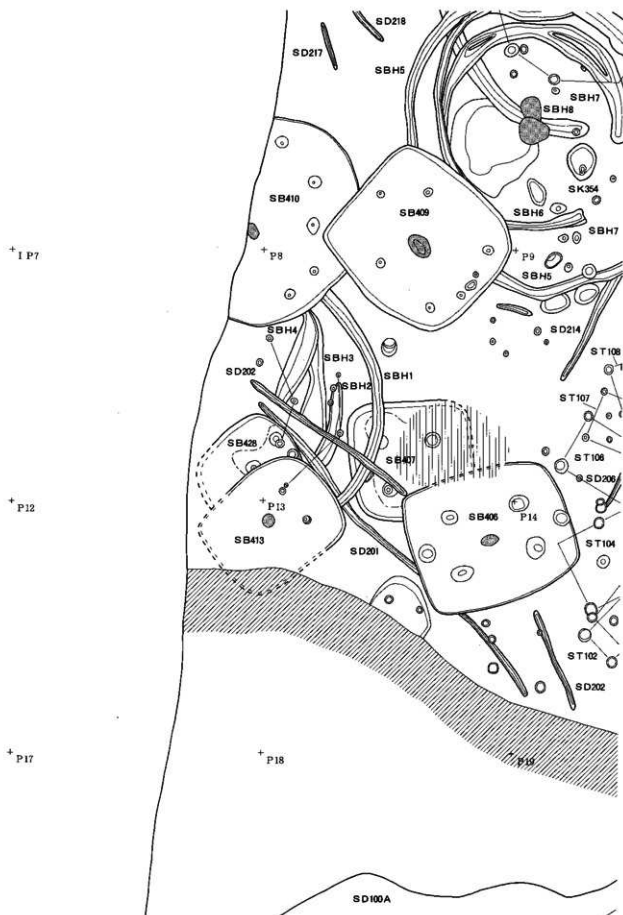 SD218
SD217
SBH5
SBH7
SBH8
SK354
SB410
SB409
SBH6
SBH7
I P7
P8
P9
SBH5
SD214
SBH4
SBH3
ST108
SD202
SBH2
SBH1
ST107
SB428
SB407
ST106
SD206
P12
P13
SB406
P14
SB413
SD201
ST104
ST102
SD202
P17
P18
P19
SD100A